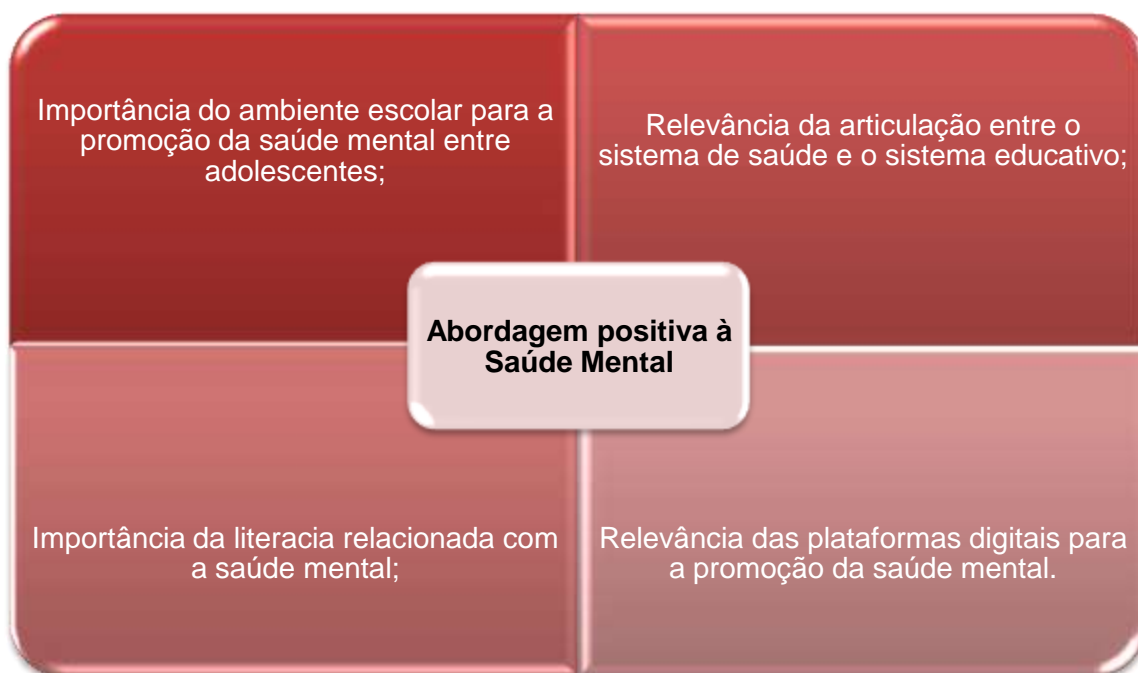 Importância do ambiente escolar para a
promoção da saúde mental entre
adolescentes;
Relevância da articulação entre o
sistema de saúde e o sistema educativo;
Abordagem positiva à
Saúde Mental
Importância da literacia relacionada com
a saúde mental;
Relevância das plataformas digitais para
a promoção da saúde mental.